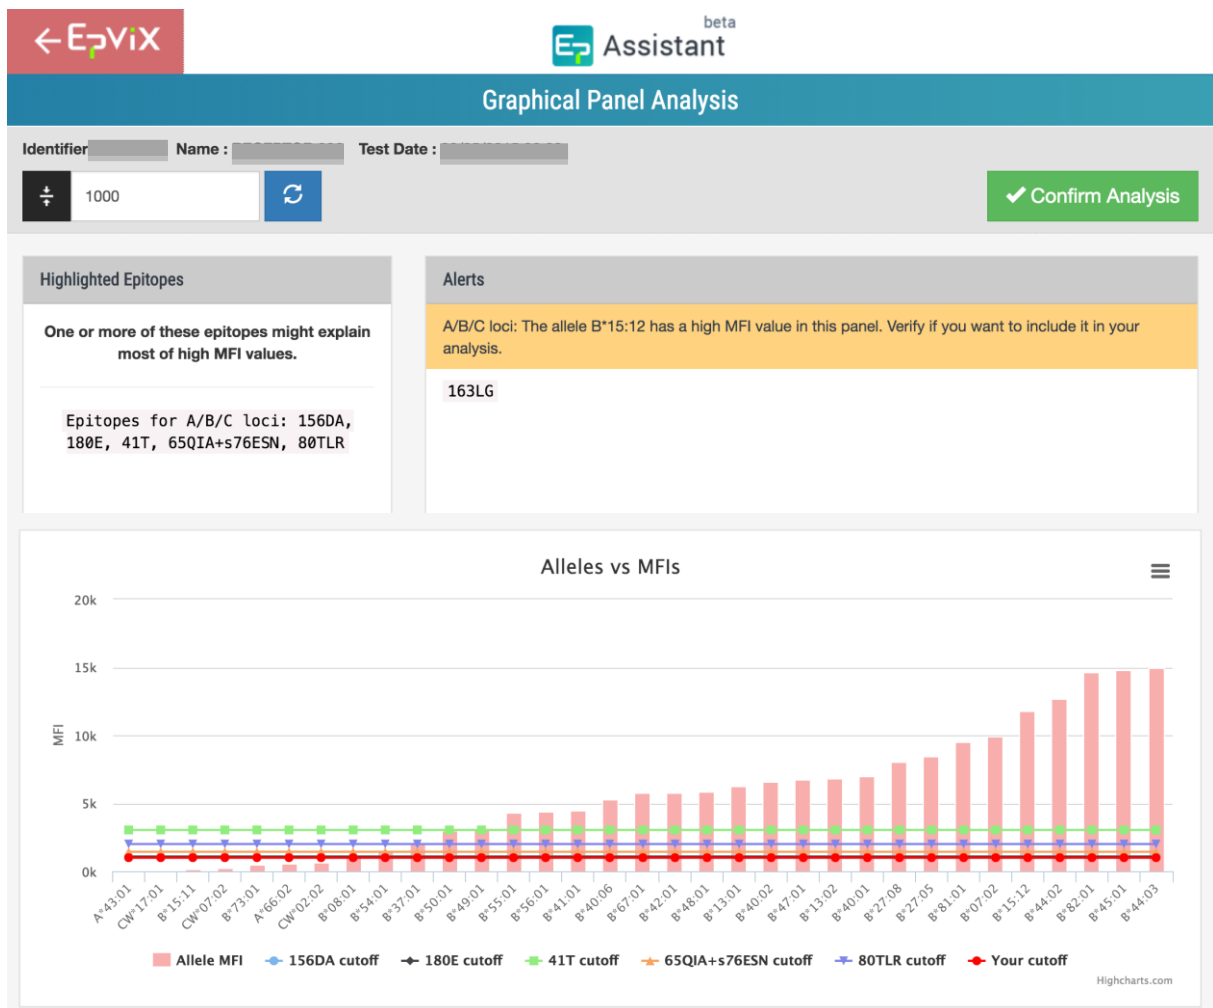 EpViX
beta
Ep Assistant
Graphical Panel Analysis
Identifier Name : Test Date :
1000
Confirm Analysis
Highlighted Epitopes
One or more of these epitopes might explain
most of high MFI values.
Epitopes for A/B/C loci: 156DA,
180E, 41T, 65QIA+s76ESN, 80TLR
Alerts
A/B/C loci: The allele B*15:12 has a high MFI value in this panel. Verify if you want to include it in your
analysis.
163LG
Alleles vs MFIs
20k
15k
10k
5k
0k
MFI
A*43:01
CW*17:01
B*15:11
CW*07:02
B*73:01
A*66:02
CW*02:02
B*08:01
B*54:01
B*37:01
B*50:01
B*49:01
B*55:01
B*56:01
B*41:01
B*40:06
B*67:01
B*42:01
B*48:01
B*13:01
B*40:02
B*47:01
B*13:02
B*40:01
B*27:08
B*27:05
B*81:01
B*07:02
B*15:12
B*44:02
B*82:01
B*45:01
B*44:03
Allele MFI 156DA cutoff 180E cutoff 41T cutoff 65QIA+s76ESN cutoff 80TLR cutoff Your cutoff
Highcharts.com